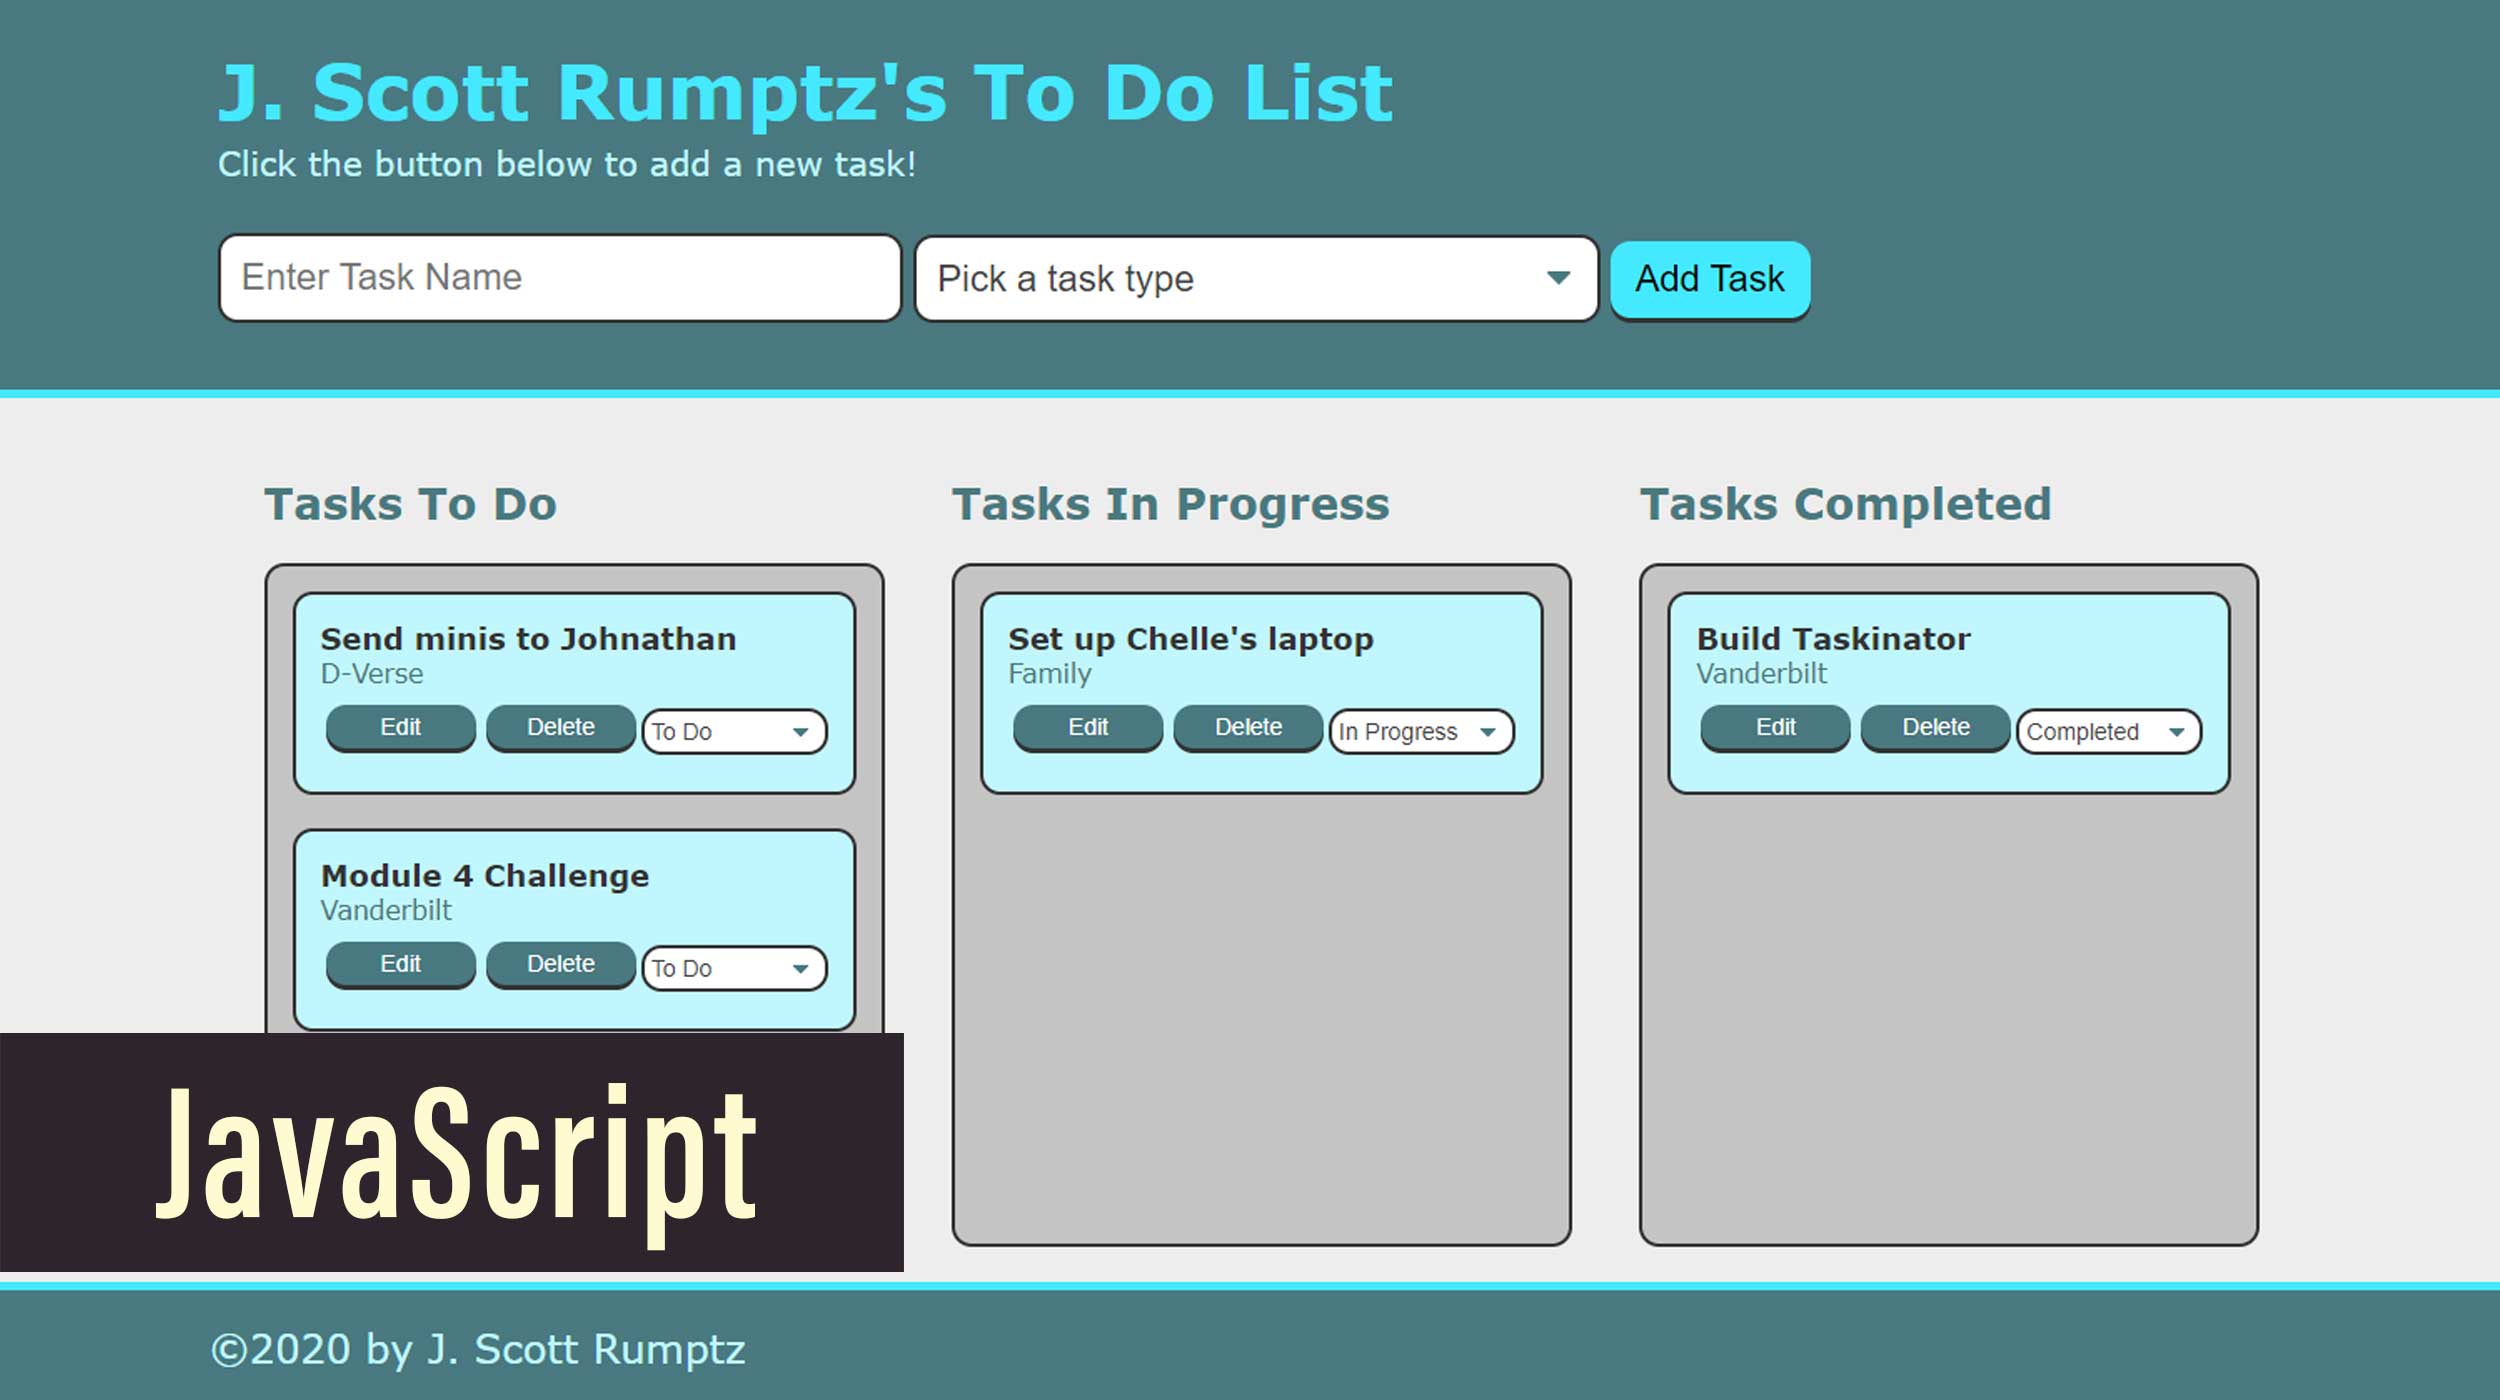 J. Scott Rumptz's To Do List
Click the button below to add a new task!
Enter Task Name
Pick a task type
Add Task
Tasks To Do
Send minis to Johnathan
D-Verse
Edit Delete To Do
Module 4 Challenge
Vanderbilt
Edit Delete To Do
Tasks In Progress
Set up Chelle's laptop
Family
Edit Delete In Progress
Tasks Completed
Build Taskinator
Vanderbilt
Edit Delete Completed
JavaScript
©2020 by J. Scott Rumptz